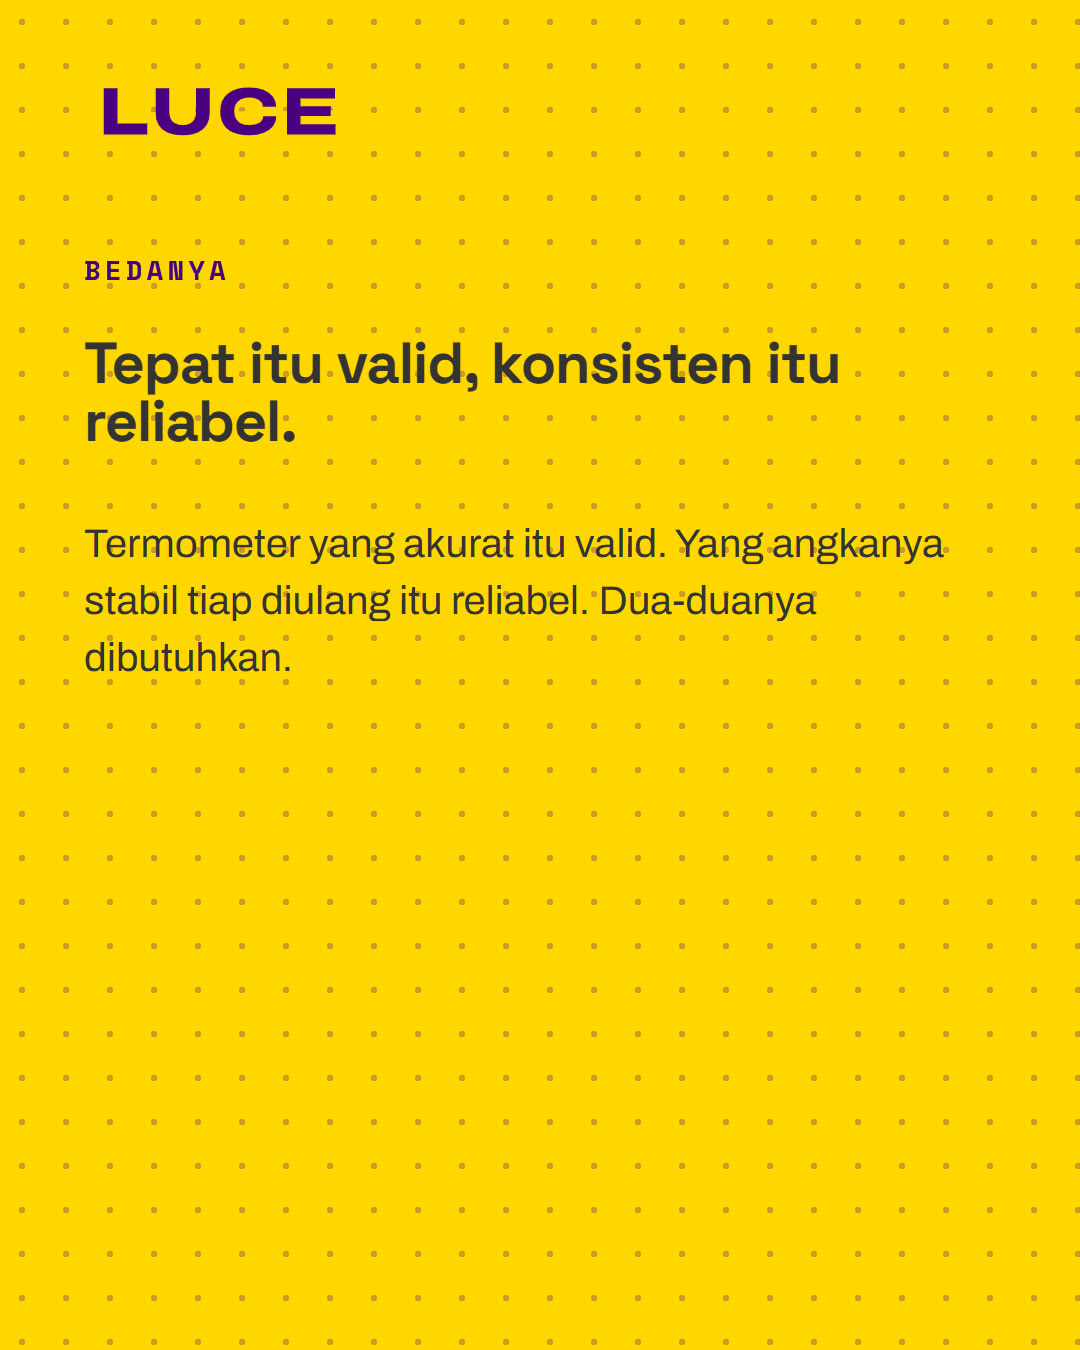 LUCE
BEDANYA
Tepat itu valid, konsisten itu
reliabel.
Termometer yang akurat itu valid. Yang angkanya
stabil tiap diulang itu reliabel. Dua-duanya
dibutuhkan.